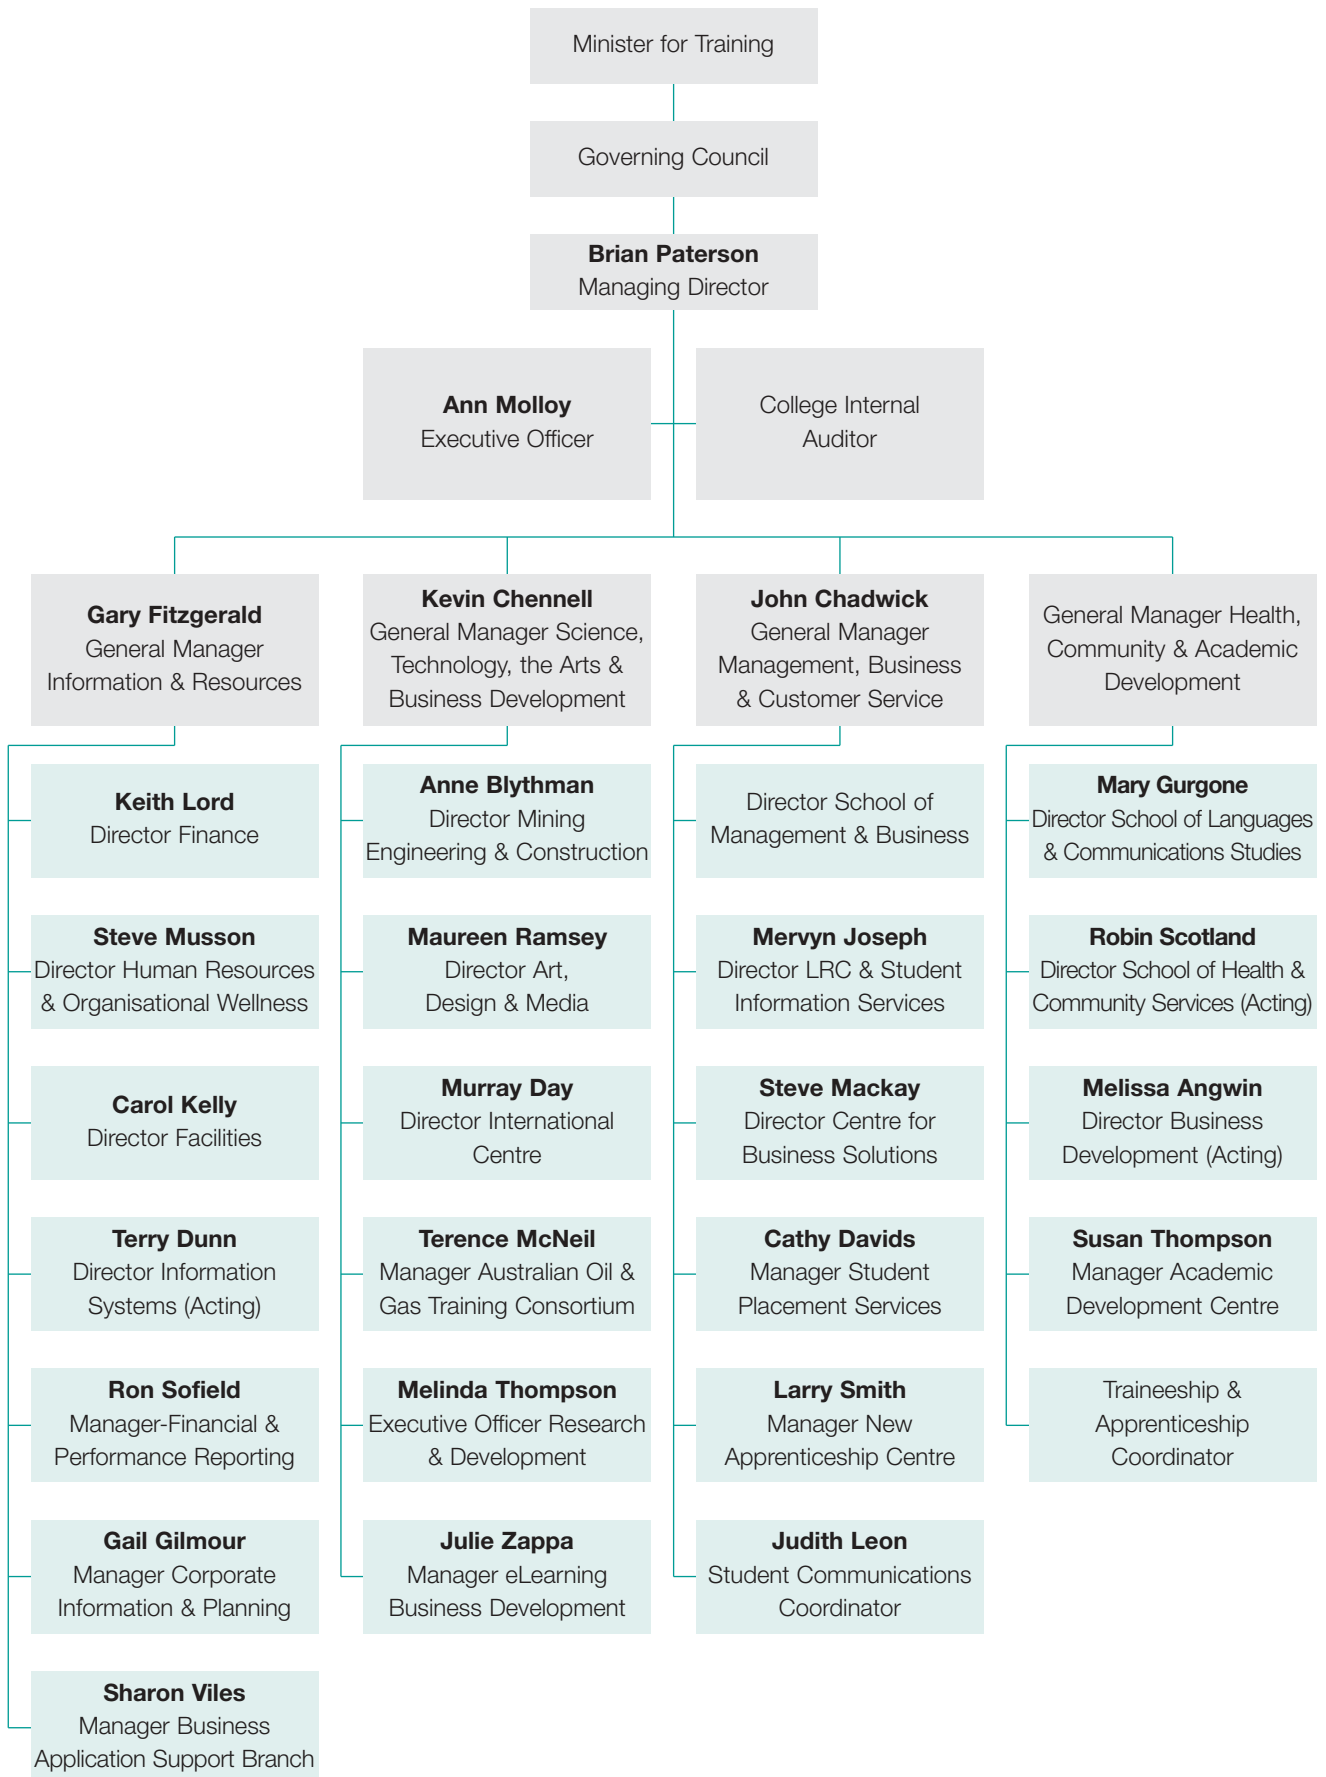 Minister for Training
Governing Council
Brian Paterson
Managing Director
Ann Molloy
Executive Officer
College Internal
Auditor
Gary Fitzgerald
General Manager
Information & Resources
Kevin Chennell
General Manager Science,
Technology, the Arts &
Business Development
John Chadwick
General Manager
Management, Business
& Customer Service
General Manager Health,
Community & Academic
Development
Keith Lord
Director Finance
Steve Musson
Director Human Resources
& Organisational Wellness
Carol Kelly
Director Facilities
Terry Dunn
Director Information
Systems (Acting)
Ron Sofield
Manager-Financial &
Performance Reporting
Gail Gilmour
Manager Corporate
Information & Planning
Sharon Viles
Manager Business
Application Support Branch
Anne Blythman
Director Mining
Engineering & Construction
Maureen Ramsey
Director Art,
Design & Media
Murray Day
Director International
Centre
Terence McNeil
Manager Australian Oil &
Gas Training Consortium
Melinda Thompson
Executive Officer Research
& Development
Julie Zappa
Manager eLearning
Business Development
Director School of
Management & Business
Mervyn Joseph
Director LRC & Student
Information Services
Steve Mackay
Director Centre for
Business Solutions
Cathy Davids
Manager Student
Placement Services
Larry Smith
Manager New
Apprenticeship Centre
Judith Leon
Student Communications
Coordinator
Mary Gurgone
Director School of Languages
& Communications Studies
Robin Scotland
Director School of Health &
Community Services (Acting)
Melissa Angwin
Director Business
Development (Acting)
Susan Thompson
Manager Academic
Development Centre
Traineeship &
Apprenticeship
Coordinator